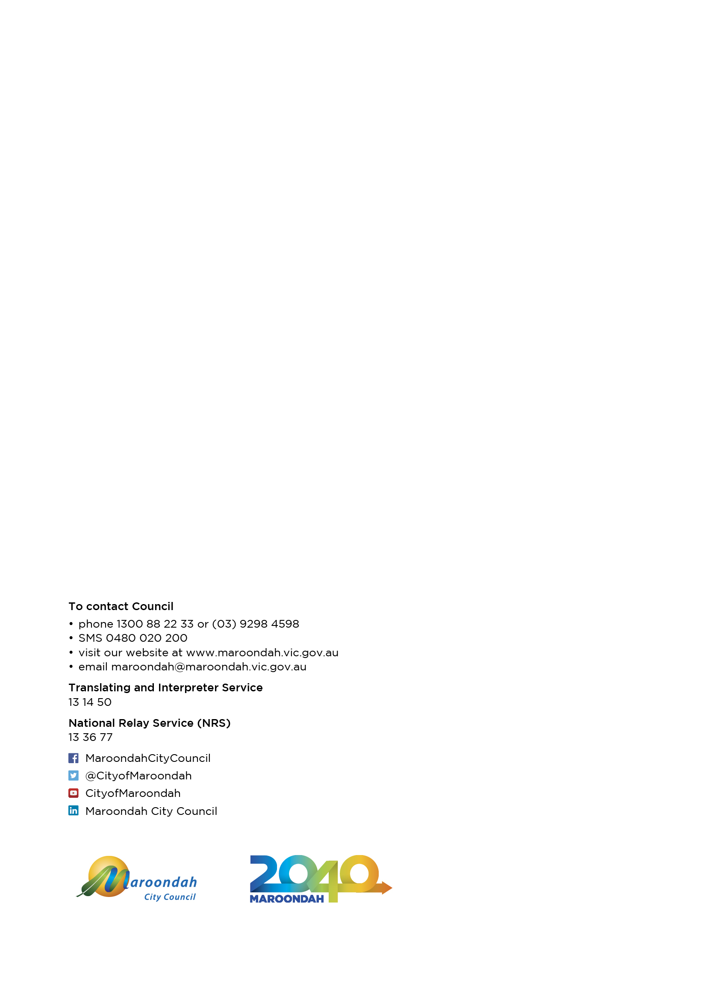 To contact Council
• phone 1300 88 22 33 or (03) 9298 4598
• SMS 0480 020 200
• visit our website at www.maroondah.vic.gov.au
• email maroondah@maroondah.vic.gov.au
Translating and Interpreter Service
13 14 50
National Relay Service (NRS)
13 36 77
MaroondahCityCouncil
@CityofMaroondah
CityofMaroondah
Maroondah City Council
Maroondah
City Council
2040
MAROONDAH